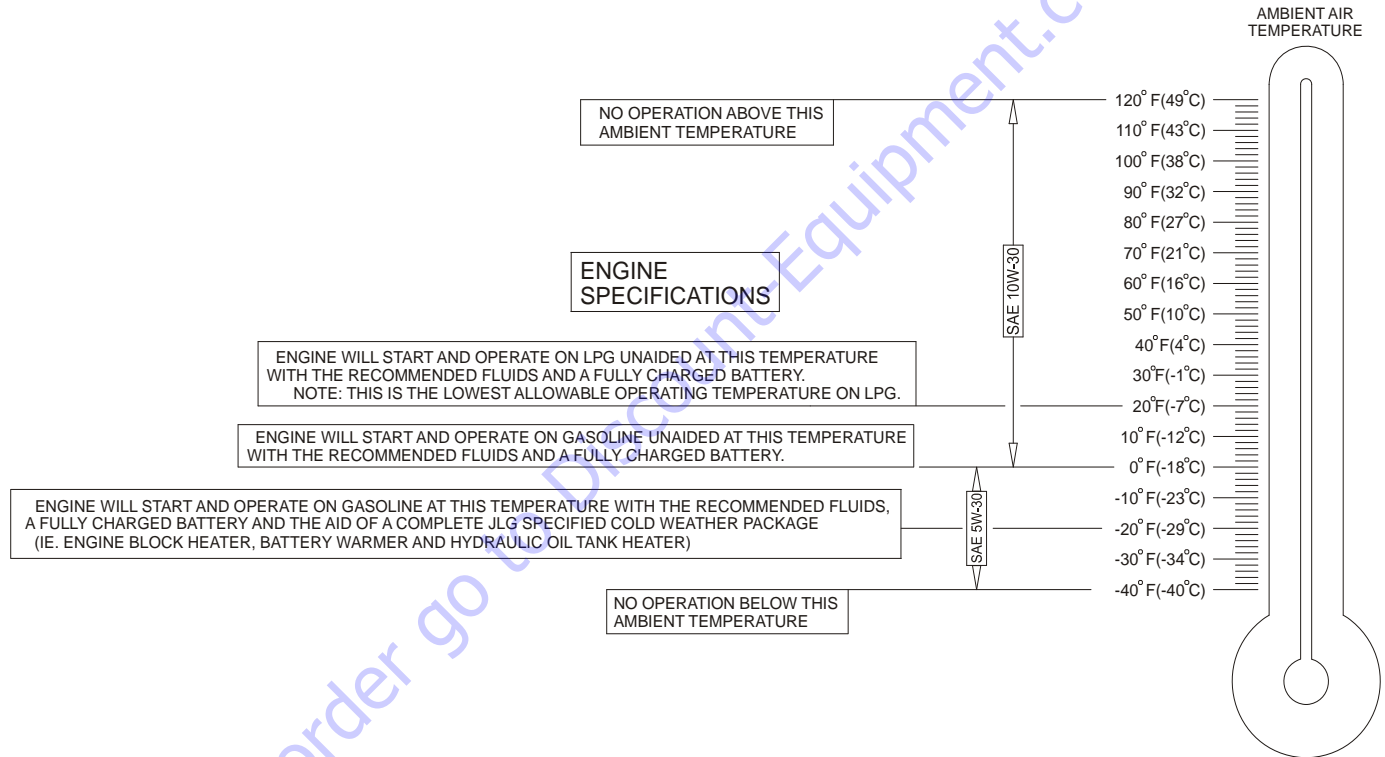 AMBIENT AIR
TEMPERATURE
NO OPERATION ABOVE THIS
AMBIENT TEMPERATURE
120° F(49°C)
110° F(43°C)
100° F(38°C)
90° F(32°C)
80° F(27°C)
70° F(21°C)
60° F(16°C)
50° F(10°C)
40°F(4°C)
30°F(-1°C)
20°F(-7°C)
10°F(-12°C)
0°F(-18°C)
-10°F(-23°C)
-20°F(-29°C)
-30°F(-34°C)
-40°F(-40°C)
SAE 10W-30
ENGINE
SPECIFICATIONS
ENGINE WILL START AND OPERATE ON LPG UNAIDED AT THIS TEMPERATURE
WITH THE RECOMMENDED FLUIDS AND A FULLY CHARGED BATTERY.
NOTE: THIS IS THE LOWEST ALLOWABLE OPERATING TEMPERATURE ON LPG.
ENGINE WILL START AND OPERATE ON GASOLINE UNAIDED AT THIS TEMPERATURE
WITH THE RECOMMENDED FLUIDS AND A FULLY CHARGED BATTERY.
SAE 5W-30
ENGINE WILL START AND OPERATE ON GASOLINE AT THIS TEMPERATURE WITH THE RECOMMENDED FLUIDS,
A FULLY CHARGED BATTERY AND THE AID OF A COMPLETE JLG SPECIFIED COLD WEATHER PACKAGE
(IE. ENGINE BLOCK HEATER, BATTERY WARMER AND HYDRAULIC OIL TANK HEATER)
NO OPERATION BELOW THIS
AMBIENT TEMPERATURE
order go to Discount-Equipment.c